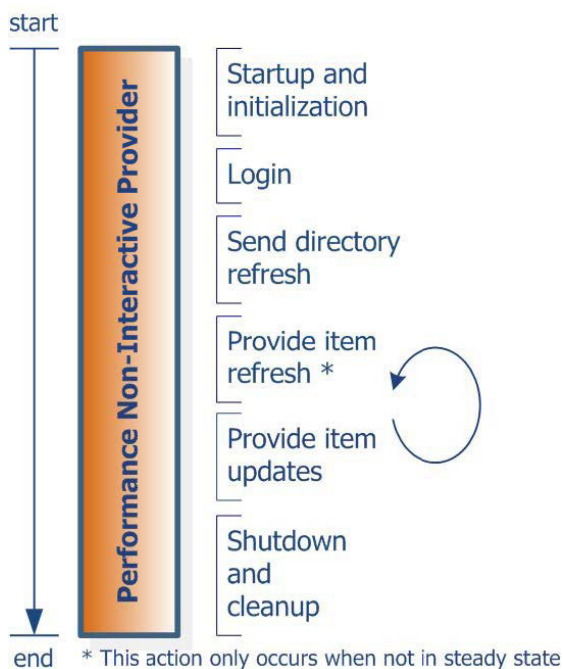 start
Performance Non-Interactive Provider
Startup and
initialization
Login
Send directory
refresh
Provide item
refresh *
Provide item
updates
Shutdown
and
cleanup
end
* This action only occurs when not in steady state